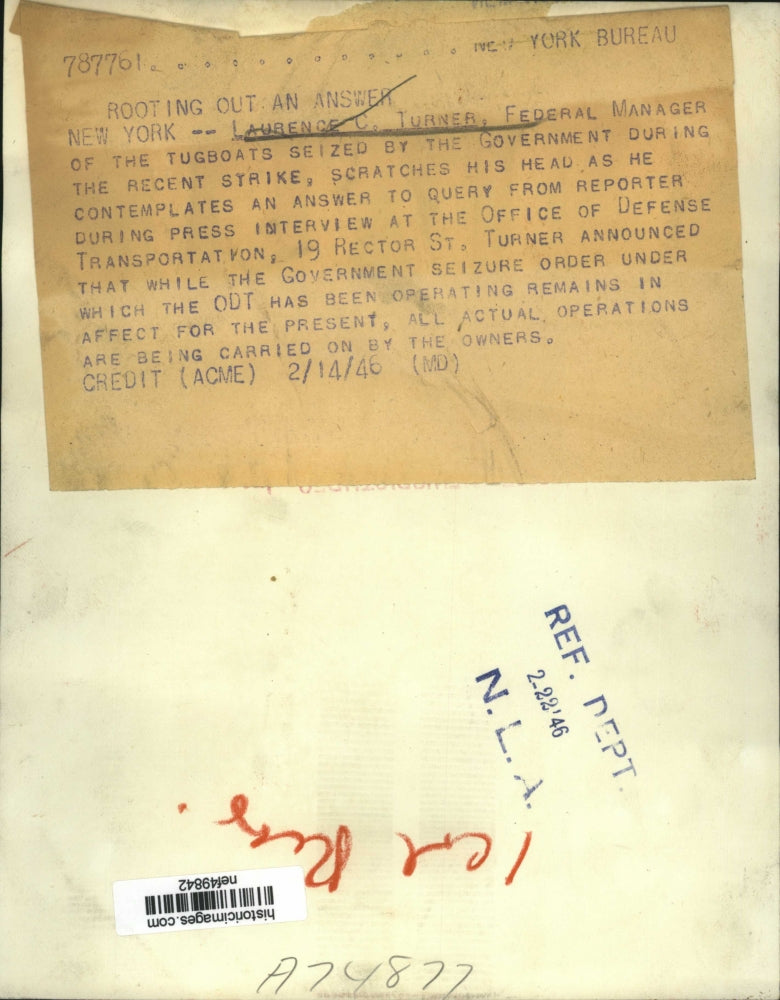 787761. . . . . . . . . . . . . . NEW YORK BUREAU
ROOTING OUT AN ANSWER
NEW YORK -- LAURENCE C. TURNER, FEDERAL MANAGER
OF THE TUGBOATS SEIZED BY THE GOVERNMENT DURING
THE RECENT STRIKE, SCRATCHES HIS HEAD AS HE
CONTEMPLATES AN ANSWER TO QUERY FROM REPORTER
DURING PRESS INTERVIEW AT THE OFFICE OF DEFENSE
TRANSPORTATION, 19 RECTOR ST. TURNER ANNOUNCED
THAT WHILE THE GOVERNMENT SEIZURE ORDER UNDER
WHICH THE ODT HAS BEEN OPERATING REMAINS IN
AFFECT FOR THE PRESENT, ALL ACTUAL OPERATIONS
ARE BEING CARRIED ON BY THE OWNERS.
CREDIT (ACME) 2/14/46 (MD)
REF. DEPT.
2-22'46
N.L.A.
historicimages.com
nef49842
A74877